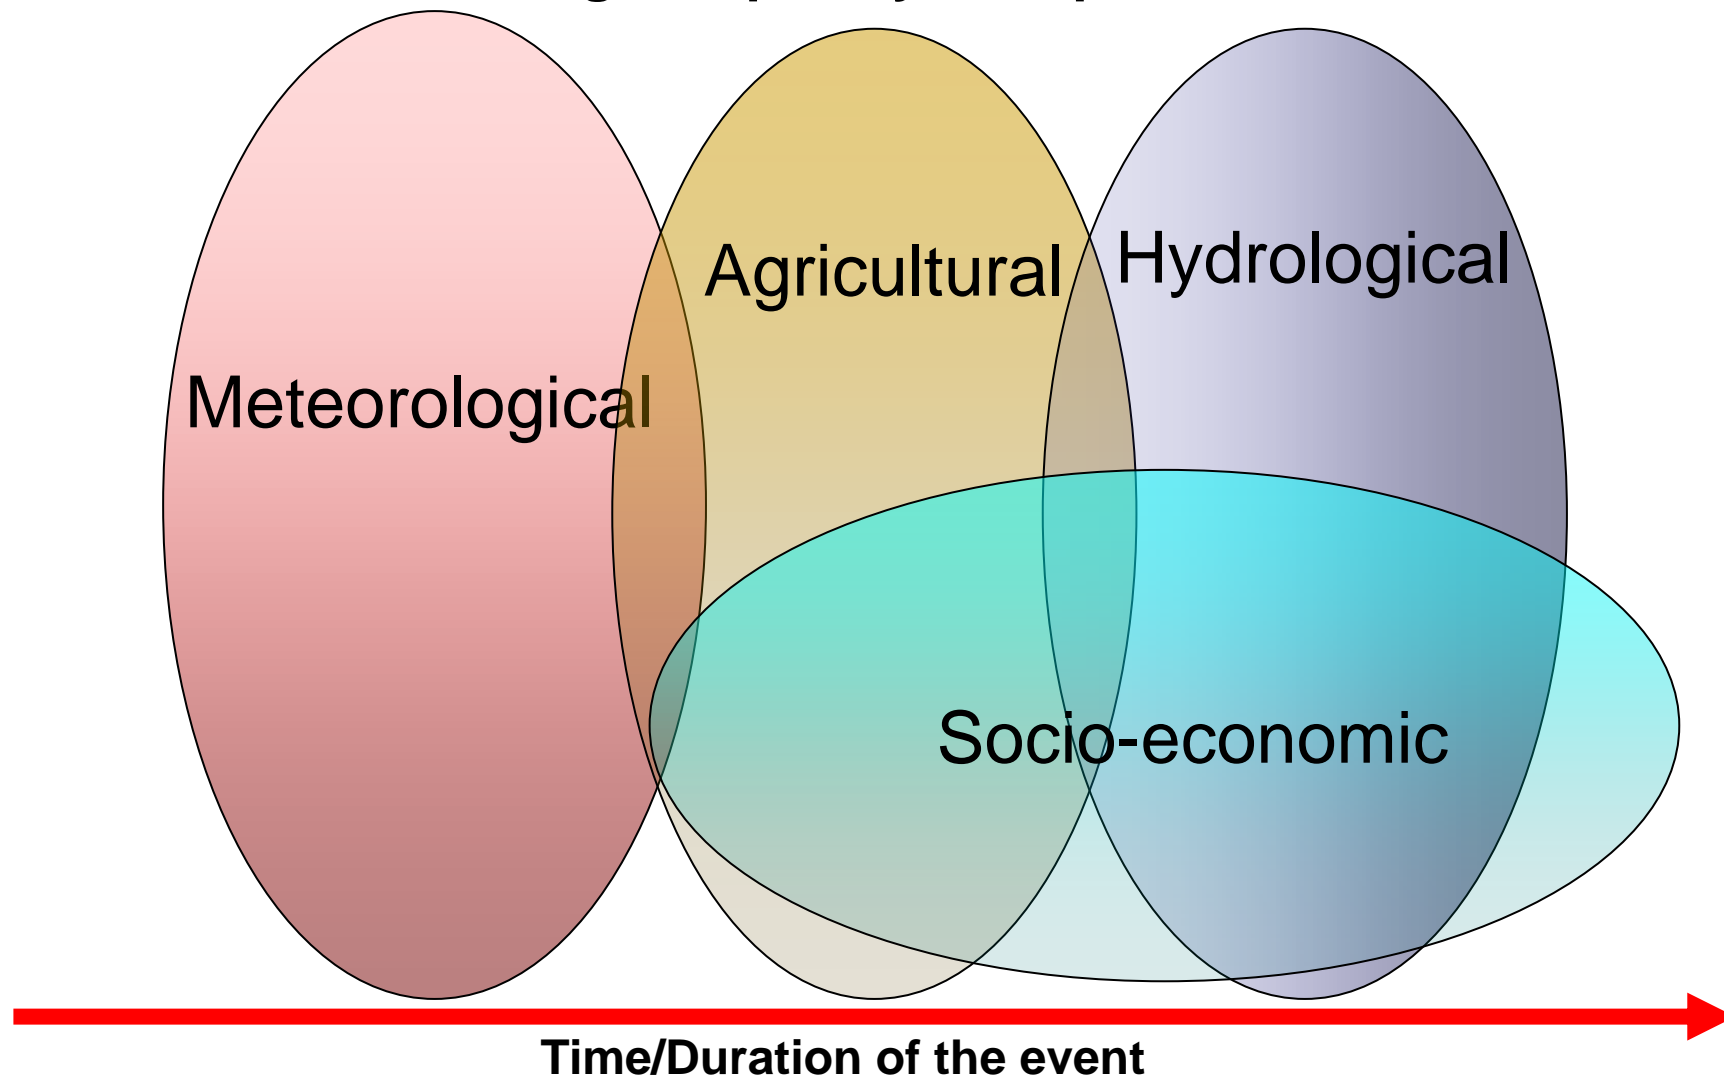 Agricultural
Hydrological
Meteorological
Socio-economic
Time/Duration of the event